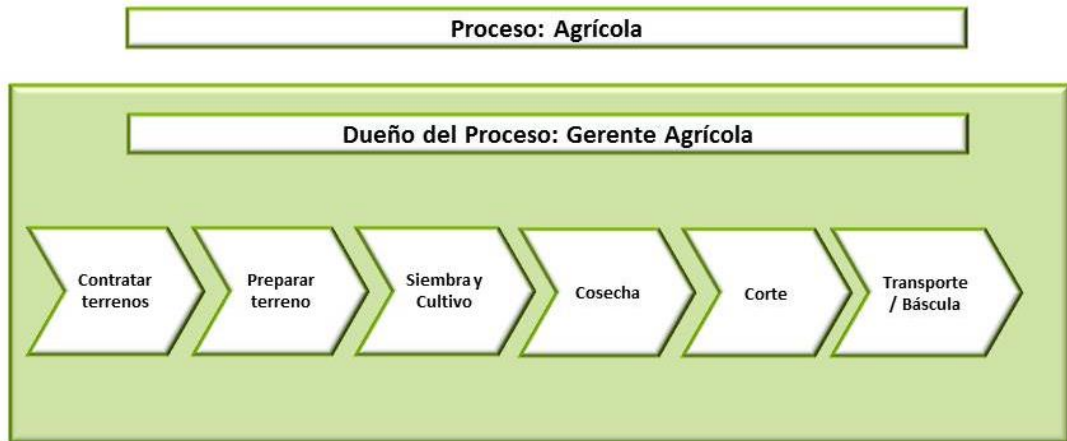 Proceso: Agrícola
Dueño del Proceso: Gerente Agrícola
Contratar
terrenos
Preparar
terreno
Siembra y
Cultivo
Cosecha
Corte
Transporte
/ Báscula